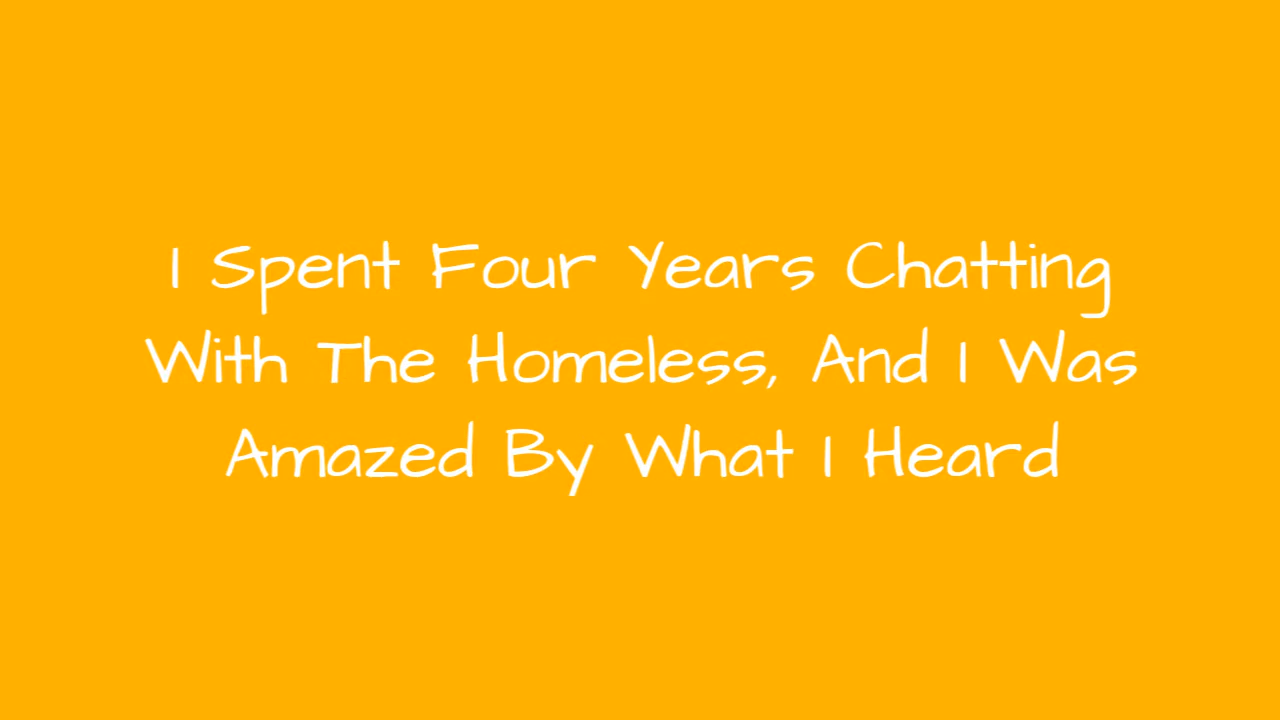 I Spent Four Years Chatting
With The Homeless, And I Was
Amazed By What I Heard